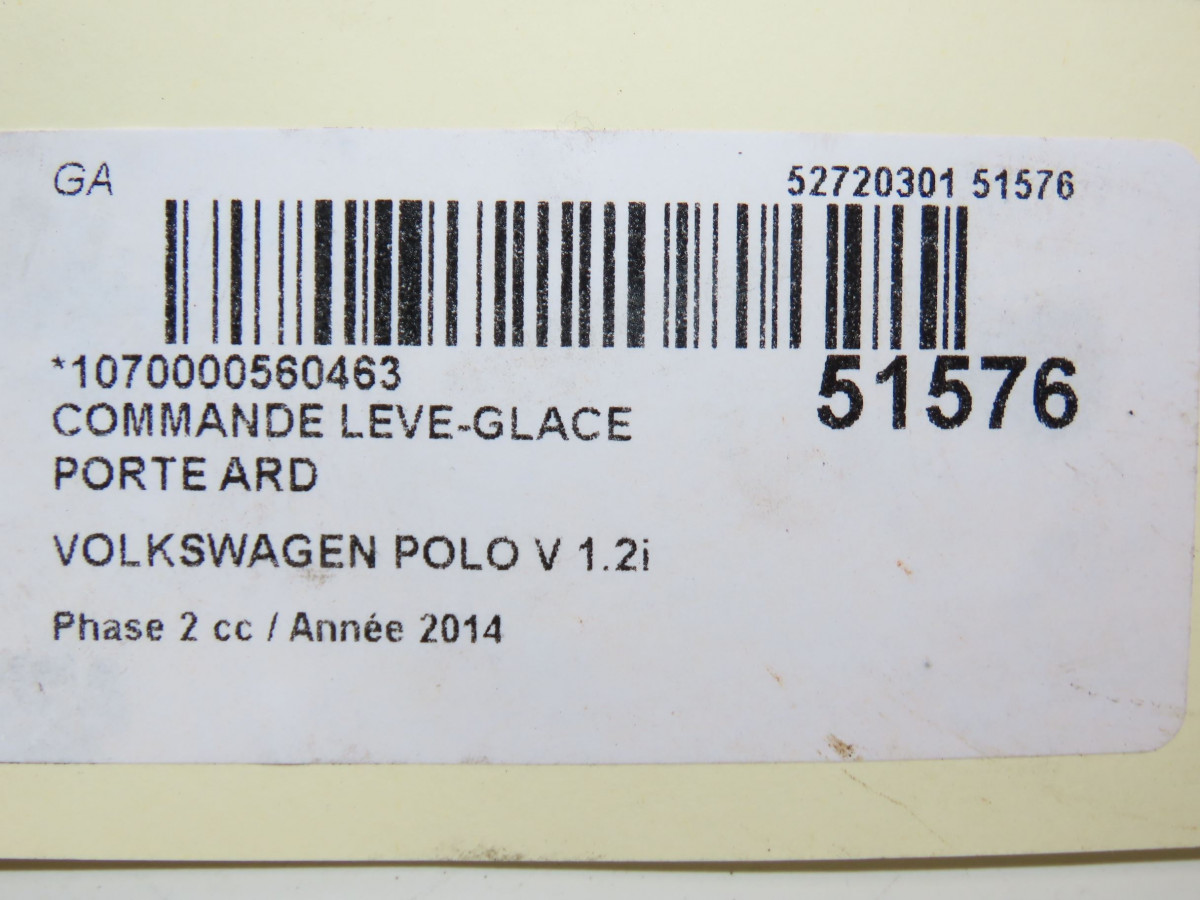 GA
52720301 51576
*1070000560463
51576
COMMANDE LEVE-GLACE
PORTE ARD
VOLKSWAGEN POLO V 1.2i
Phase 2 cc / Année 2014